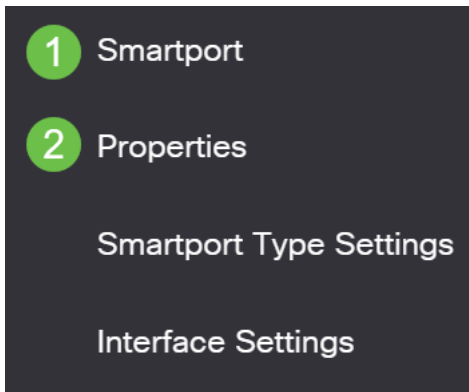 1 Smartport
2 Properties
Smartport Type Settings
Interface Settings